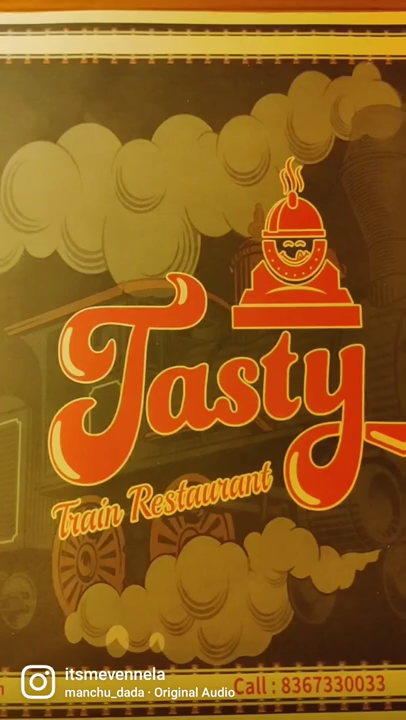 Tasty
Train Restaurant
itsmevennela
manchu_dada · Original Audio
Call : 8367330033